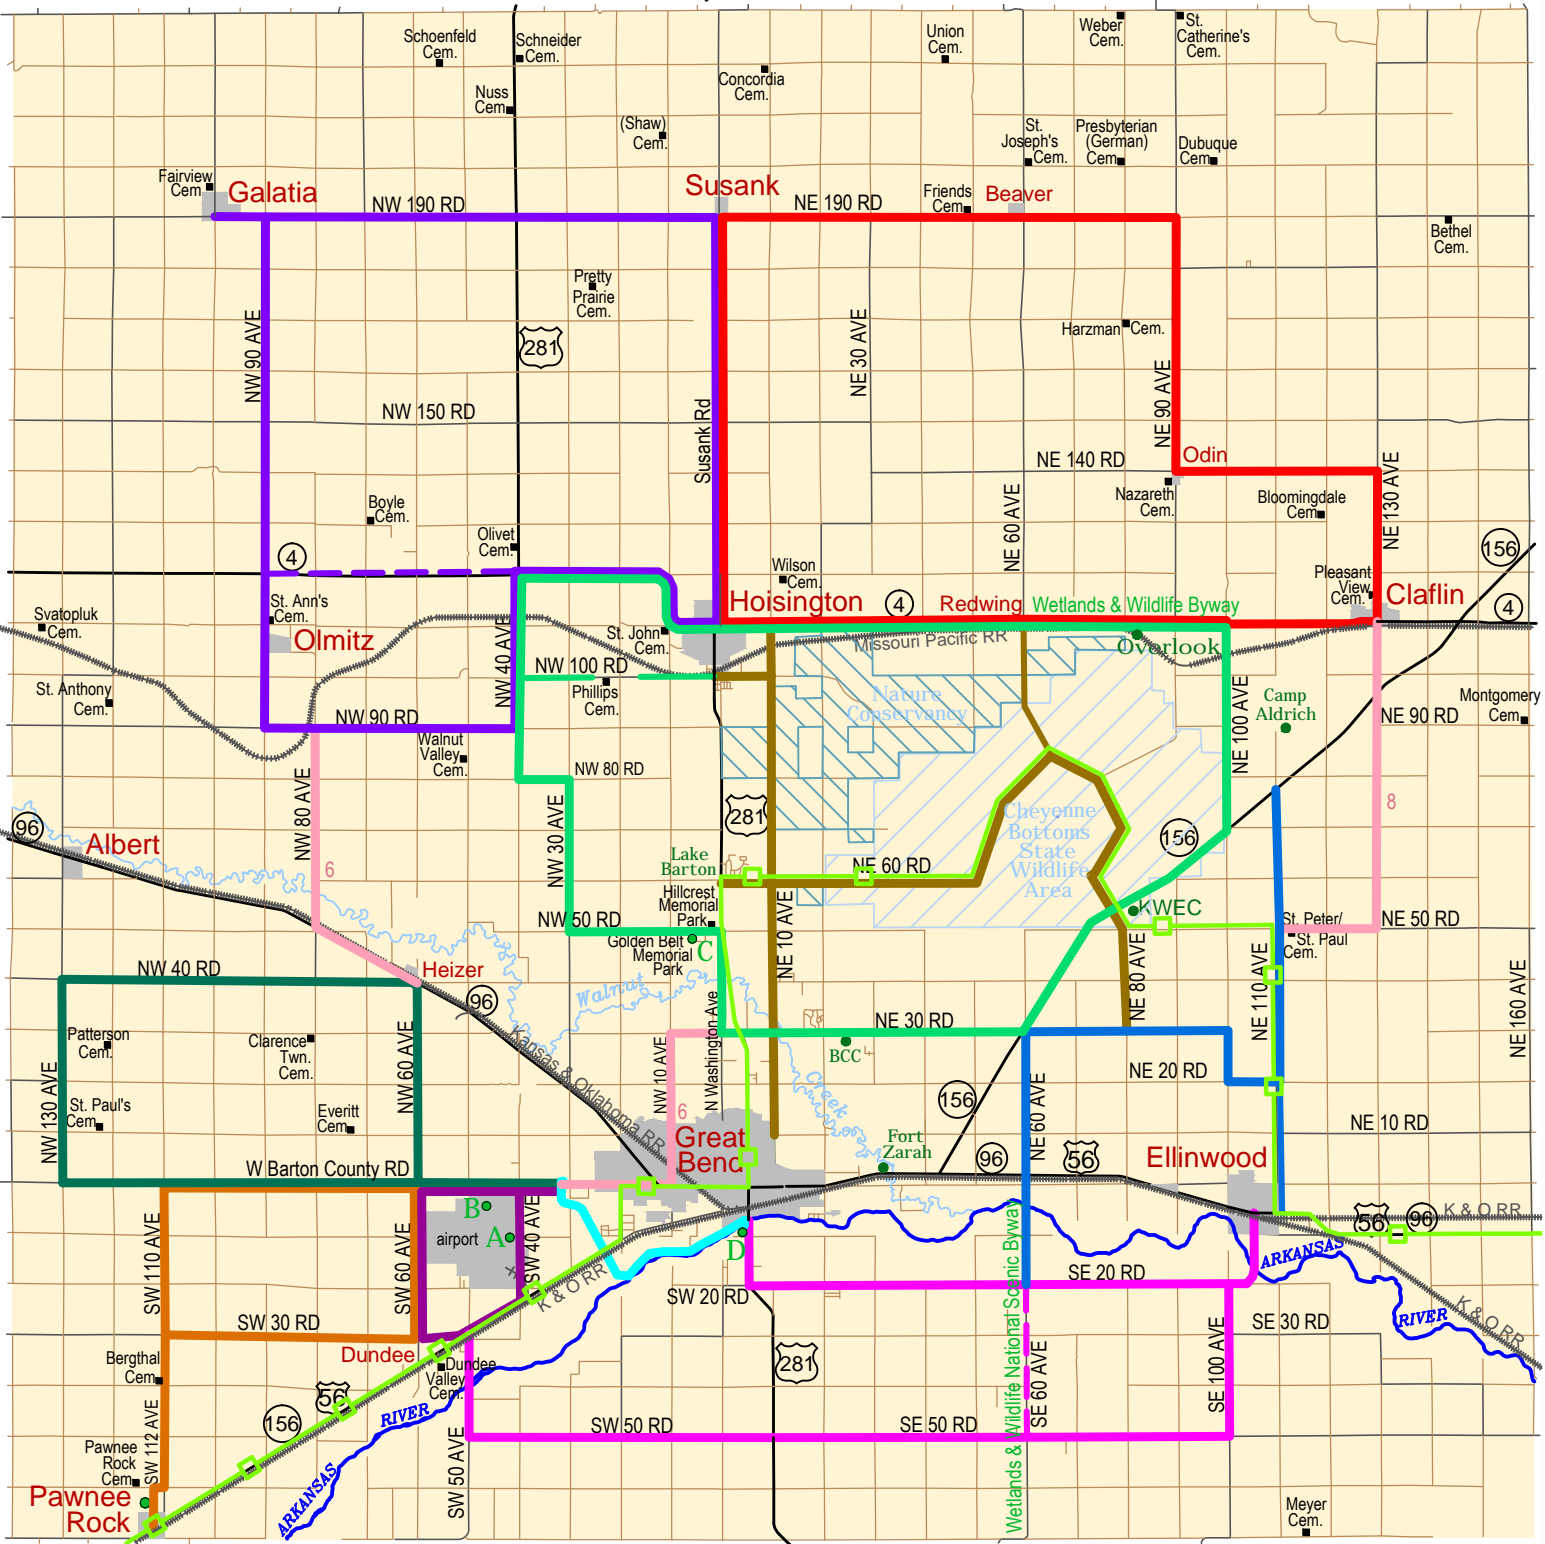 Schoenfeld
Cem.
Schneider
Cem.
Nuss
Cem.
(Shaw)
Cem.
Concordia
Cem.
Union
Cem.
Weber
Cem.
St.
Catherine's
Cem.
St.
Joseph's
Cem.
Presbyterian
(German)
Cem.
Dubuque
Cem.
Fairview
Cem.
Galatia
NW 190 RD
Susank
NE 190 RD
Friends
Cem.
Beaver
Bethel
Cem.
Pretty
Prairie
Cem.
281
NW 90 AVE
NW 150 RD
Susank Rd
NE 30 AVE
Harzman Cem.
NE 90 AVE
Odin
NE 140 RD
Nazareth
Cem.
Bloomingdale
Cem.
NE 130 AVE
NE 60 AVE
Boyle
Cem.
Olivet
Cem.
4
Wilson
Cem.
156
Pleasant
View
Cem.
Claflin
4
Svatopluk
Cem.
St. Ann's
Cem.
Olmitz
Hoisington
4
Redwing
Wetlands & Wildlife Byway
St. John
Cem.
Missouri Pacific RR
Overlook
NW 40 AVE
NW 100 RD
Phillips
Cem.
St. Anthony
Cem.
NW 90 RD
Nature
Conservancy
NE 100 AVE
Camp
Aldrich
NE 90 RD
Montgomery
Cem.
Walnut
Valley
Cem.
NW 80 RD
NW 80 AVE
NW 30 AVE
281
8
96
Albert
6
Cheyenne
Bottoms
State
Wildlife
Area
156
Lake
Barton
NE 60 RD
Hillcrest
Memorial
Park
KWEC
NW 50 RD
Golden Belt
Memorial
Park
C
NE 10 AVE
St. Peter/
St. Paul
Cem.
NE 50 RD
NW 40 RD
Heizer
96
Walnut
NE 80 AVE
NE 110 AVE
NE 160 AVE
Patterson
Cem.
Clarence
Twn.
Cem.
NW 60 AVE
Kansas & Oklahoma RR
NW 10 AVE
N Washington Ave
NE 30 RD
BCC
NE 20 RD
NW 130 AVE
St. Paul's
Cem.
Everitt
Cem.
6
Creek
156
NE 60 AVE
NE 10 RD
Great
Bend
Fort
Zarah
96
56
Ellinwood
W Barton County RD
B
airport
A
SW 40 AVE
D
56
96
K & O RR
SW 110 AVE
SW 60 AVE
K & O RR
SW 20 RD
SE 20 RD
ARKANSAS
RIVER
K & O RR
SW 30 RD
SE 30 RD
Dundee
Dundee
Valley
Cem.
Bergthal
Cem.
281
Wetlands & Wildlife National Scenic Byway
SE 60 AVE
SE 100 AVE
56
156
RIVER
SW 50 RD
SE 50 RD
SW 112 AVE
SW 50 AVE
Pawnee
Rock
Cem.
Pawnee
Rock
ARKANSAS
Meyer
Cem.